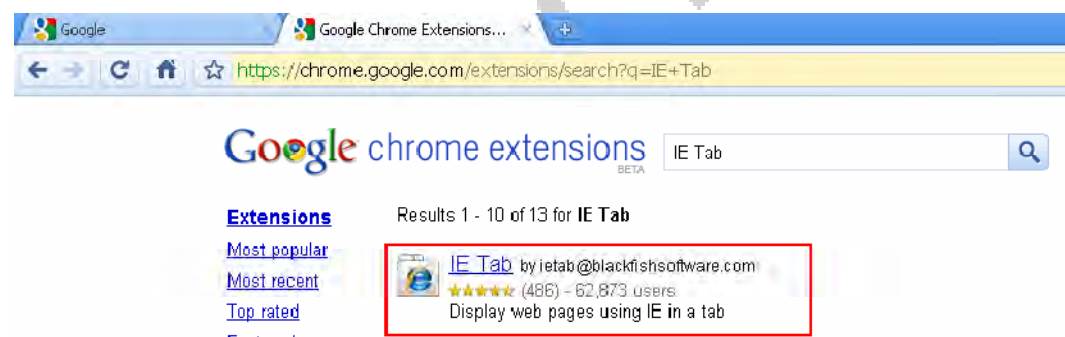 Google
Google Chrome Extensions...
https://chrome.google.com/extensions/search?q=IE+Tab
Google chrome extensions
BETA
IE Tab
Extensions
Results 1 - 10 of 13 for IE Tab
Most popular
Most recent
Top rated
IE Tab by ietab@blackfishsoftware.com
(486) - 62,873 users
Display web pages using IE in a tab